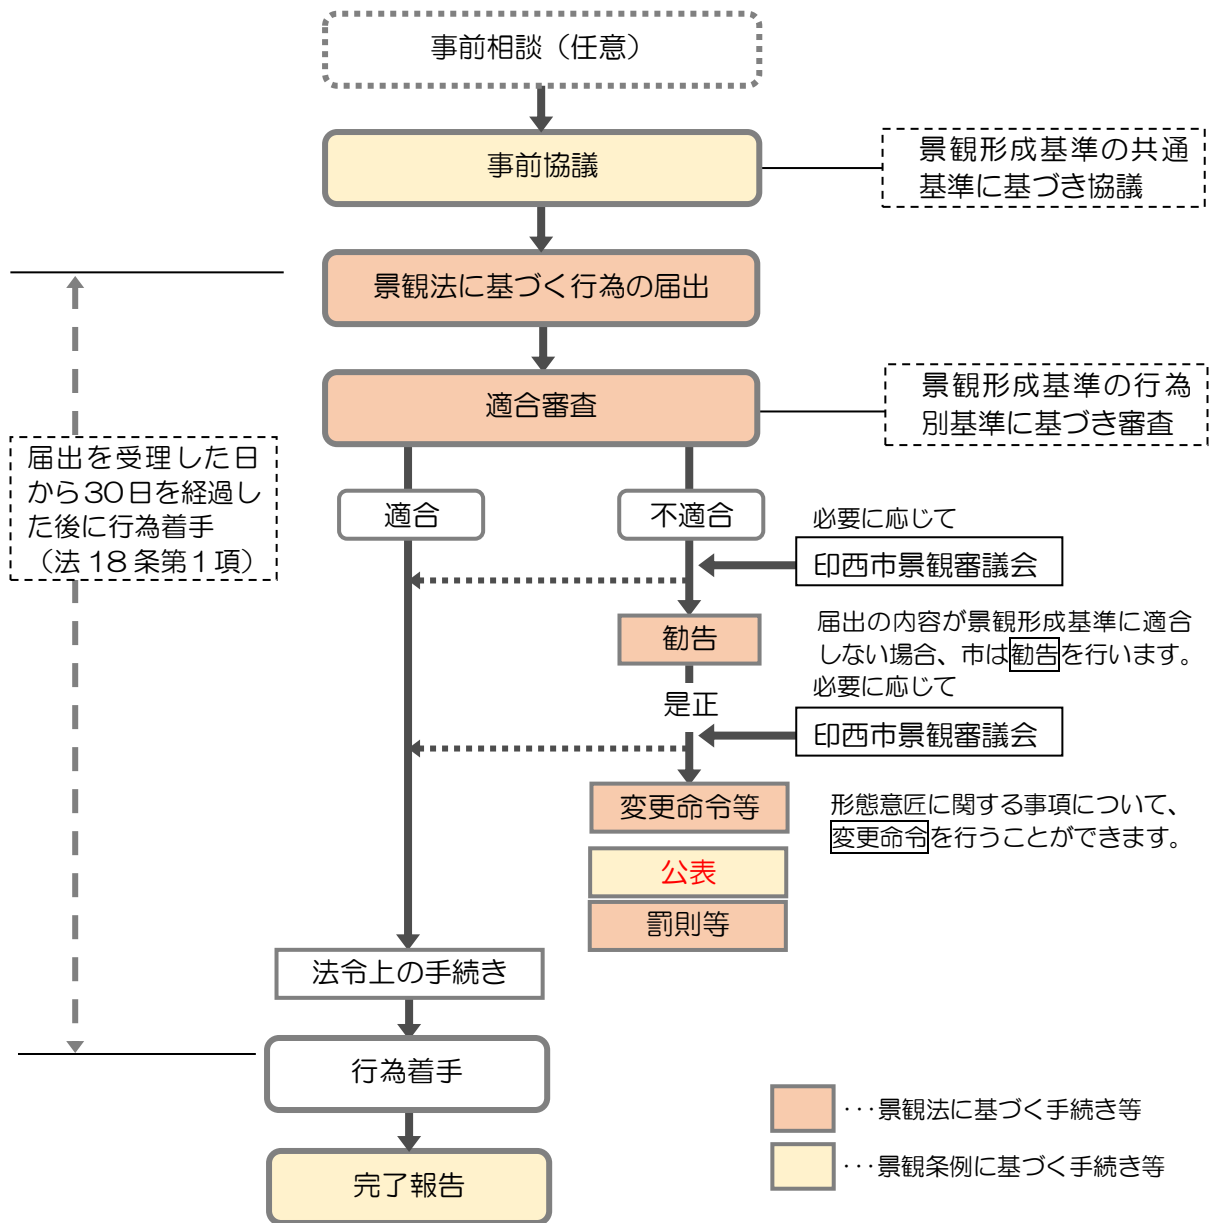 事前相談（任意）
事前協議
景観形成基準の共通
基準に基づき協議
景観法に基づく行為の届出
適合審査
景観形成基準の行為
別基準に基づき審査
届出を受理した日
から30日を経過し
た後に行為着手
（法18条第1項）
適合
不適合
必要に応じて
印西市景観審議会
勧告
届出の内容が景観形成基準に適合
しない場合、市は勧告を行います。
是正
必要に応じて
印西市景観審議会
変更命令等
形態意匠に関する事項について、
変更命令を行うことができます。
公表
罰則等
法令上の手続き
行為着手
完了報告
･･･景観法に基づく手続き等
･･･景観条例に基づく手続き等